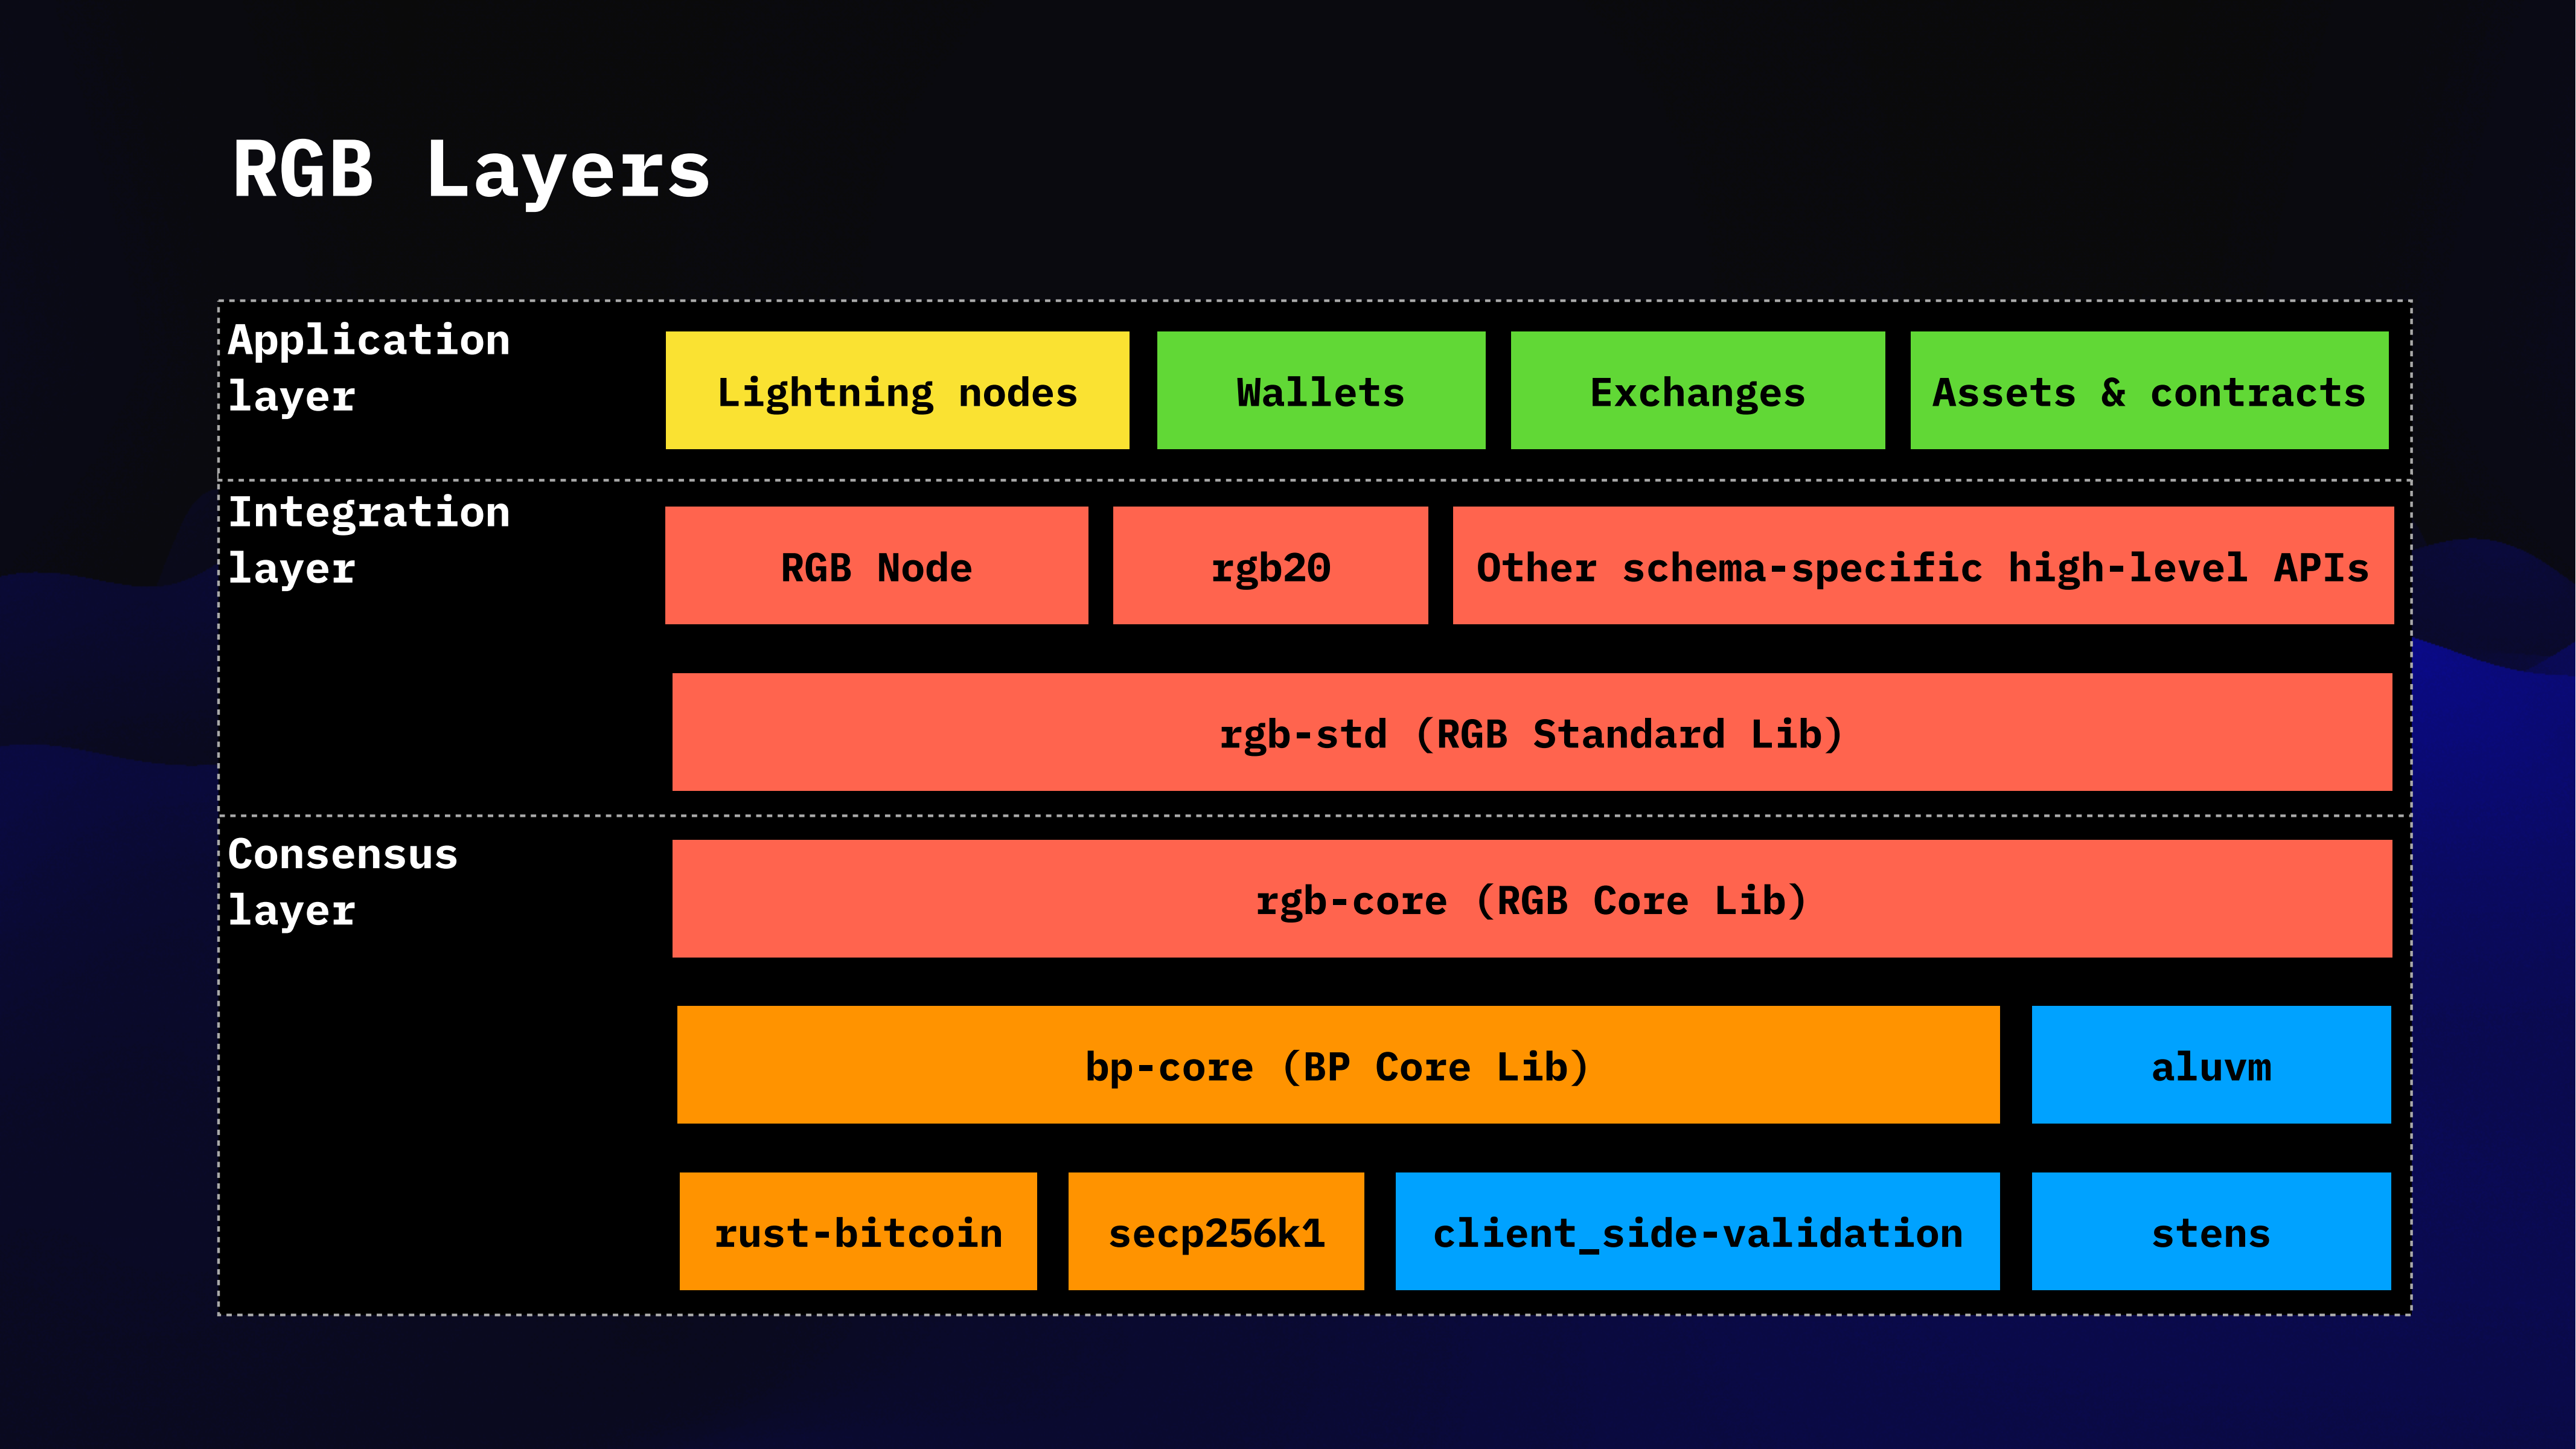 RGB Layers
Application
layer
Lightning nodes
Wallets
Exchanges
Assets & contracts
Integration
layer
RGB Node
rgb20
Other schema-specific high-level APIs
rgb-std (RGB Standard Lib)
Consensus
layer
rgb-core (RGB Core Lib)
bp-core (BP Core Lib)
aluvm
rust-bitcoin
secp256k1
client_side-validation
stens